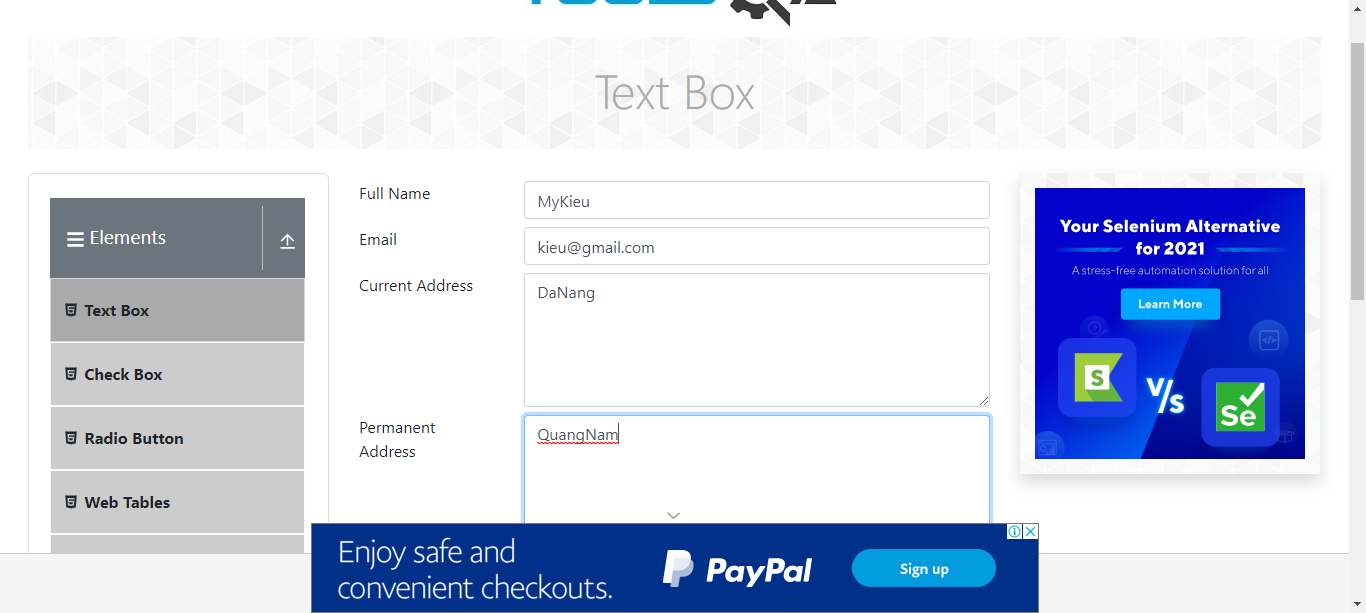 Text Box
Elements
Text Box
Check Box
Radio Button
Web Tables
Full Name
MyKieu
Email
kieu@gmail.com
Current Address
DaNang
Permanent
Address
QuangNam
Your Selenium Alternative
for 2021
A stress-free automation solution for all
Learn More
S
V/s
Se
Enjoy safe and
convenient checkouts.
PayPal
Sign up